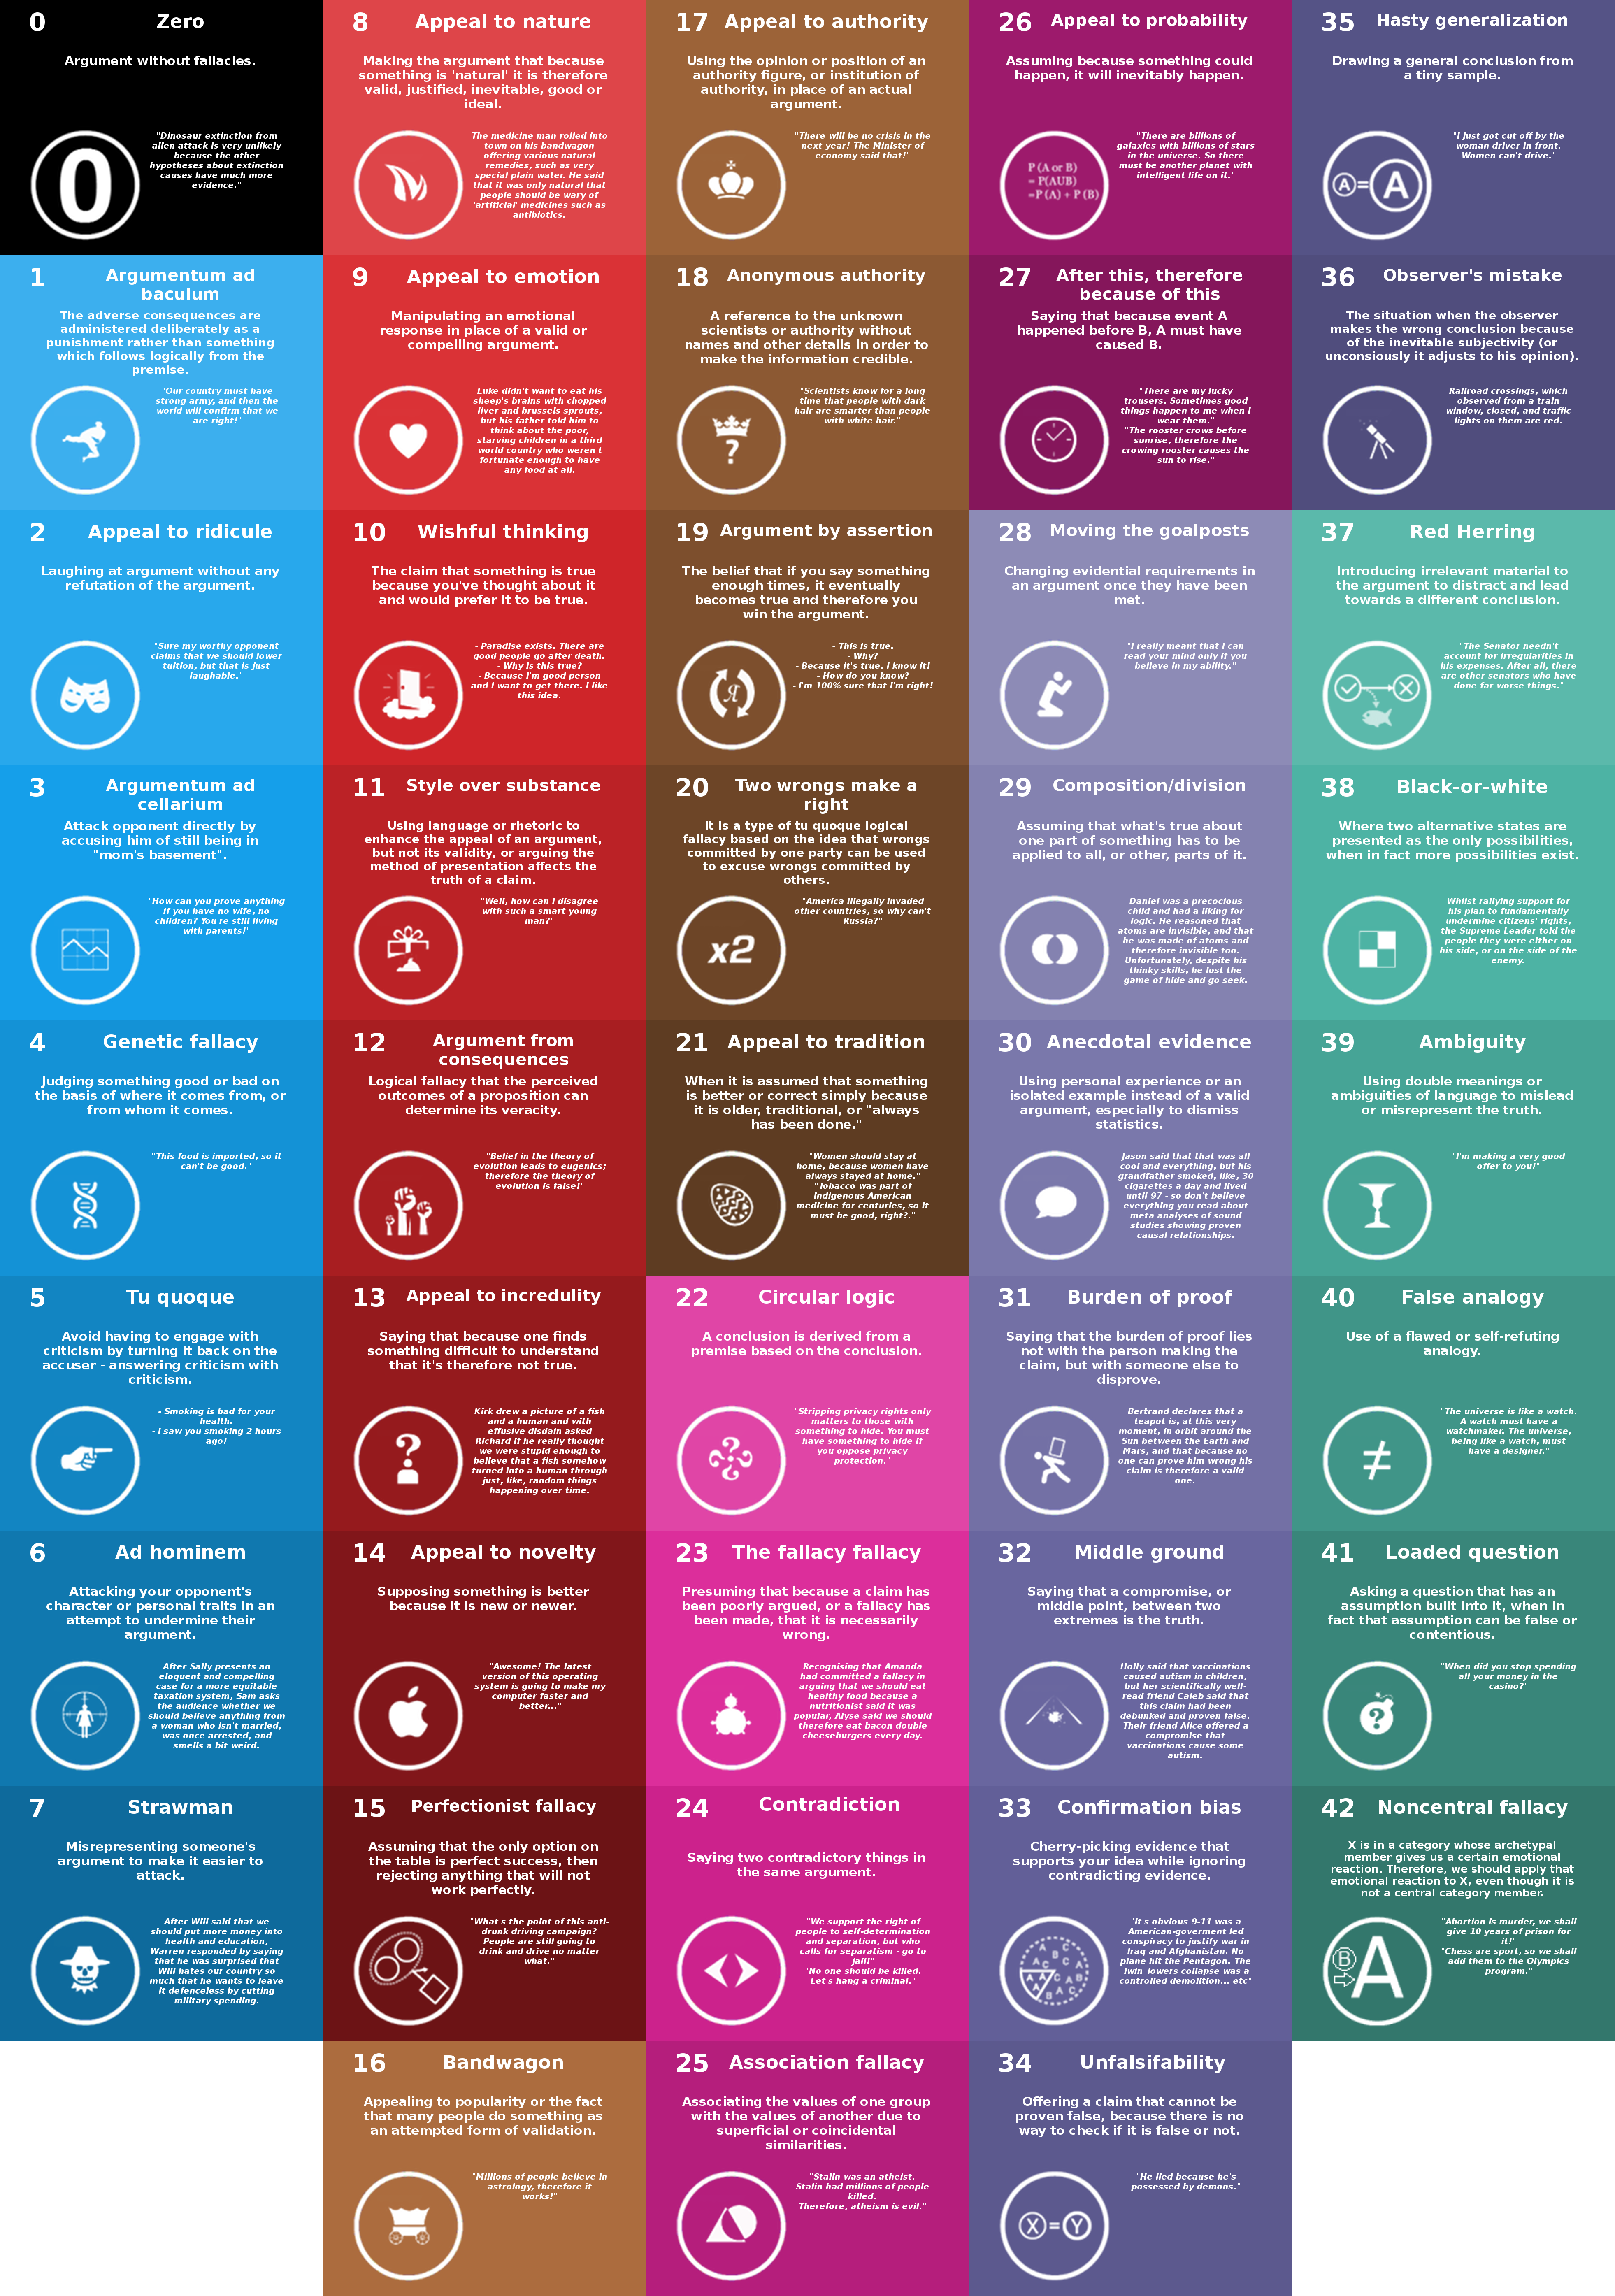 0
Zero
Argument without fallacies.
"Dinosaur extinction from
alien attack is very unlikely
because the other
hypotheses about extinction
causes have much more
evidence."
0
1
Argumentum ad
baculum
The adverse consequences are
administered deliberately as a
punishment rather than something
which follows logically from the
premise.
"Our country must have
strong army, and then the
world will confirm that we
are right!"
2
Appeal to ridicule
Laughing at argument without any
refutation of the argument.
"Sure my worthy opponent
claims that we should lower
tuition, but that is just
laughable."
3
Argumentum ad
cellarium
Attack opponent directly by
accusing him of still being in
"mom's basement".
"How can you prove anything
if you have no wife, no
children? You're still living
with parents!"
4
Genetic fallacy
Judging something good or bad on
the basis of where it comes from, or
from whom it comes.
"This food is imported, so it
can't be good."
5
Tu quoque
Avoid having to engage with
criticism by turning it back on the
accuser - answering criticism with
criticism.
- Smoking is bad for your
health.
- I saw you smoking 2 hours
ago!
6
Ad hominem
Attacking your opponent's
character or personal traits in an
attempt to undermine their
argument.
After Sally presents an
eloquent and compelling
case for a more equitable
taxation system, Sam asks
the audience whether we
should believe anything from
a woman who isn't married,
was once arrested, and
smells a bit weird.
7
Strawman
Misrepresenting someone's
argument to make it easier to
attack.
After Will said that we
should put more money into
health and education,
Warren responded by saying
that he was surprised that
Will hates our country so
much that he wants to leave
it defenceless by cutting
military spending.
8
Appeal to nature
Making the argument that because
something is 'natural' it is therefore
valid, justified, inevitable, good or
ideal.
The medicine man rolled into
town on his bandwagon
offering various natural
remedies, such as very
special plain water. He said
that it was only natural that
people should be wary of
'artificial' medicines such as
antibiotics.
9
Appeal to emotion
Manipulating an emotional
response in place of a valid or
compelling argument.
Luke didn't want to eat his
sheep's brains with chopped
liver and brussels sprouts,
but his father told him to
think about the poor,
starving children in a third
world country who weren't
fortunate enough to have
any food at all.
10
Wishful thinking
The claim that something is true
because you've thought about it
and would prefer it to be true.
- Paradise exists. There are
good people go after death.
- Why is this true?
- Because I'm good person
and I want to get there. I like
this idea.
11
Style over substance
Using language or rhetoric to
enhance the appeal of an argument,
but not its validity, or arguing the
method of presentation affects the
truth of a claim.
"Well, how can I disagree
with such a smart young
man?"
12
Argument from
consequences
Logical fallacy that the perceived
outcomes of a proposition can
determine its veracity.
"Belief in the theory of
evolution leads to eugenics;
therefore the theory of
evolution is false!"
13
Appeal to incredulity
Saying that because one finds
something difficult to understand
that it's therefore not true.
Kirk drew a picture of a fish
and a human and with
effusive disdain asked
Richard if he really thought
we were stupid enough to
believe that a fish somehow
turned into a human through
just, like, random things
happening over time.
?
14
Appeal to novelty
Supposing something is better
because it is new or newer.
"Awesome! The latest
version of this operating
system is going to make my
computer faster and
better..."
15
Perfectionist fallacy
Assuming that the only option on
the table is perfect success, then
rejecting anything that will not
work perfectly.
"What's the point of this anti-
drunk driving campaign?
People are still going to
drink and drive no matter
what."
16
Bandwagon
Appealing to popularity or the fact
that many people do something as
an attempted form of validation.
"Millions of people believe in
astrology, therefore it
works!"
17
Appeal to authority
Using the opinion or position of an
authority figure, or institution of
authority, in place of an actual
argument.
"There will be no crisis in the
next year! The Minister of
economy said that!"
18
Anonymous authority
A reference to the unknown
scientists or authority without
names and other details in order to
make the information credible.
"Scientists know for a long
time that people with dark
hair are smarter than people
with white hair."
?
19
Argument by assertion
The belief that if you say something
enough times, it eventually
becomes true and therefore you
win the argument.
- This is true.
- Why?
- Because it's true. I know it!
- How do you know?
- I'm 100% sure that I'm right!
Я
20
Two wrongs make a
right
It is a type of tu quoque logical
fallacy based on the idea that wrongs
committed by one party can be used
to excuse wrongs committed by
others.
"America illegally invaded
other countries, so why can't
Russia?"
x2
21
Appeal to tradition
When it is assumed that something
is better or correct simply because
it is older, traditional, or "always
has been done."
"Women should stay at
home, because women have
always stayed at home."
"Tobacco was part of
indigenous American
medicine for centuries, so it
must be good, right?."
22
Circular logic
A conclusion is derived from a
premise based on the conclusion.
"Stripping privacy rights only
matters to those with
something to hide. You must
have something to hide if
you oppose privacy
protection."
23
The fallacy fallacy
Presuming that because a claim has
been poorly argued, or a fallacy has
been made, that it is necessarily
wrong.
Recognising that Amanda
had committed a fallacy in
arguing that we should eat
healthy food because a
nutritionist said it was
popular, Alyse said we should
therefore eat bacon double
cheeseburgers every day.
24
Contradiction
Saying two contradictory things in
the same argument.
"We support the right of
people to self-determination
and separation, but who
calls for separatism - go to
jail!"
"No one should be killed.
Let's hang a criminal."
25
Association fallacy
Associating the values of one group
with the values of another due to
superficial or coincidental
similarities.
"Stalin was an atheist.
Stalin had millions of people
killed.
Therefore, atheism is evil."
26
Appeal to probability
Assuming because something could
happen, it will inevitably happen.
"There are billions of
galaxies with billions of stars
in the universe. So there
must be another planet with
intelligent life on it."
P (A or B)
= P(AUB)
=P (A) + P (B)
27
After this, therefore
because of this
Saying that because event A
happened before B, A must have
caused B.
"There are my lucky
trousers. Sometimes good
things happen to me when I
wear them."
"The rooster crows before
sunrise, therefore the
crowing rooster causes the
sun to rise."
28
Moving the goalposts
Changing evidential requirements in
an argument once they have been
met.
"I really meant that I can
read your mind only if you
believe in my ability."
29
Composition/division
Assuming that what's true about
one part of something has to be
applied to all, or other, parts of it.
Daniel was a precocious
child and had a liking for
logic. He reasoned that
atoms are invisible, and that
he was made of atoms and
therefore invisible too.
Unfortunately, despite his
thinky skills, he lost the
game of hide and go seek.
30
Anecdotal evidence
Using personal experience or an
isolated example instead of a valid
argument, especially to dismiss
statistics.
Jason said that that was all
cool and everything, but his
grandfather smoked, like, 30
cigarettes a day and lived
until 97 - so don't believe
everything you read about
meta analyses of sound
studies showing proven
causal relationships.
31
Burden of proof
Saying that the burden of proof lies
not with the person making the
claim, but with someone else to
disprove.
Bertrand declares that a
teapot is, at this very
moment, in orbit around the
Sun between the Earth and
Mars, and that because no
one can prove him wrong his
claim is therefore a valid
one.
32
Middle ground
Saying that a compromise, or
middle point, between two
extremes is the truth.
Holly said that vaccinations
caused autism in children,
but her scientifically well-
read friend Caleb said that
this claim had been
debunked and proven false.
Their friend Alice offered a
compromise that
vaccinations cause some
autism.
33
Confirmation bias
Cherry-picking evidence that
supports your idea while ignoring
contradicting evidence.
"It's obvious 9-11 was a
American-goverment led
conspiracy to justify war in
Iraq and Afghanistan. No
plane hit the Pentagon. The
Twin Towers collapse was a
controlled demolition... etc"
34
Unfalsifability
Offering a claim that cannot be
proven false, because there is no
way to check if it is false or not.
"He lied because he's
possessed by demons."
X=Y
35
Hasty generalization
Drawing a general conclusion from
a tiny sample.
"I just got cut off by the
woman driver in front.
Women can't drive."
A=A
36
Observer's mistake
The situation when the observer
makes the wrong conclusion because
of the inevitable subjectivity (or
unconsiously it adjusts to his opinion).
Railroad crossings, which
observed from a train
window, closed, and traffic
lights on them are red.
37
Red Herring
Introducing irrelevant material to
the argument to distract and lead
towards a different conclusion.
"The Senator needn't
account for irregularities in
his expenses. After all, there
are other senators who have
done far worse things."
38
Black-or-white
Where two alternative states are
presented as the only possibilities,
when in fact more possibilities exist.
Whilst rallying support for
his plan to fundamentally
undermine citizens' rights,
the Supreme Leader told the
people they were either on
his side, or on the side of the
enemy.
39
Ambiguity
Using double meanings or
ambiguities of language to mislead
or misrepresent the truth.
"I'm making a very good
offer to you!"
40
False analogy
Use of a flawed or self-refuting
analogy.
"The universe is like a watch.
A watch must have a
watchmaker. The universe,
being like a watch, must
have a designer."
≠
41
Loaded question
Asking a question that has an
assumption built into it, when in
fact that assumption can be false or
contentious.
"When did you stop spending
all your money in the
casino?"
?
42
Noncentral fallacy
X is in a category whose archetypal
member gives us a certain emotional
reaction. Therefore, we should apply that
emotional reaction to X, even though it is
not a central category member.
"Abortion is murder, we shall
give 10 years of prison for
it!"
"Chess are sport, so we shall
add them to the Olympics
program."
B
A